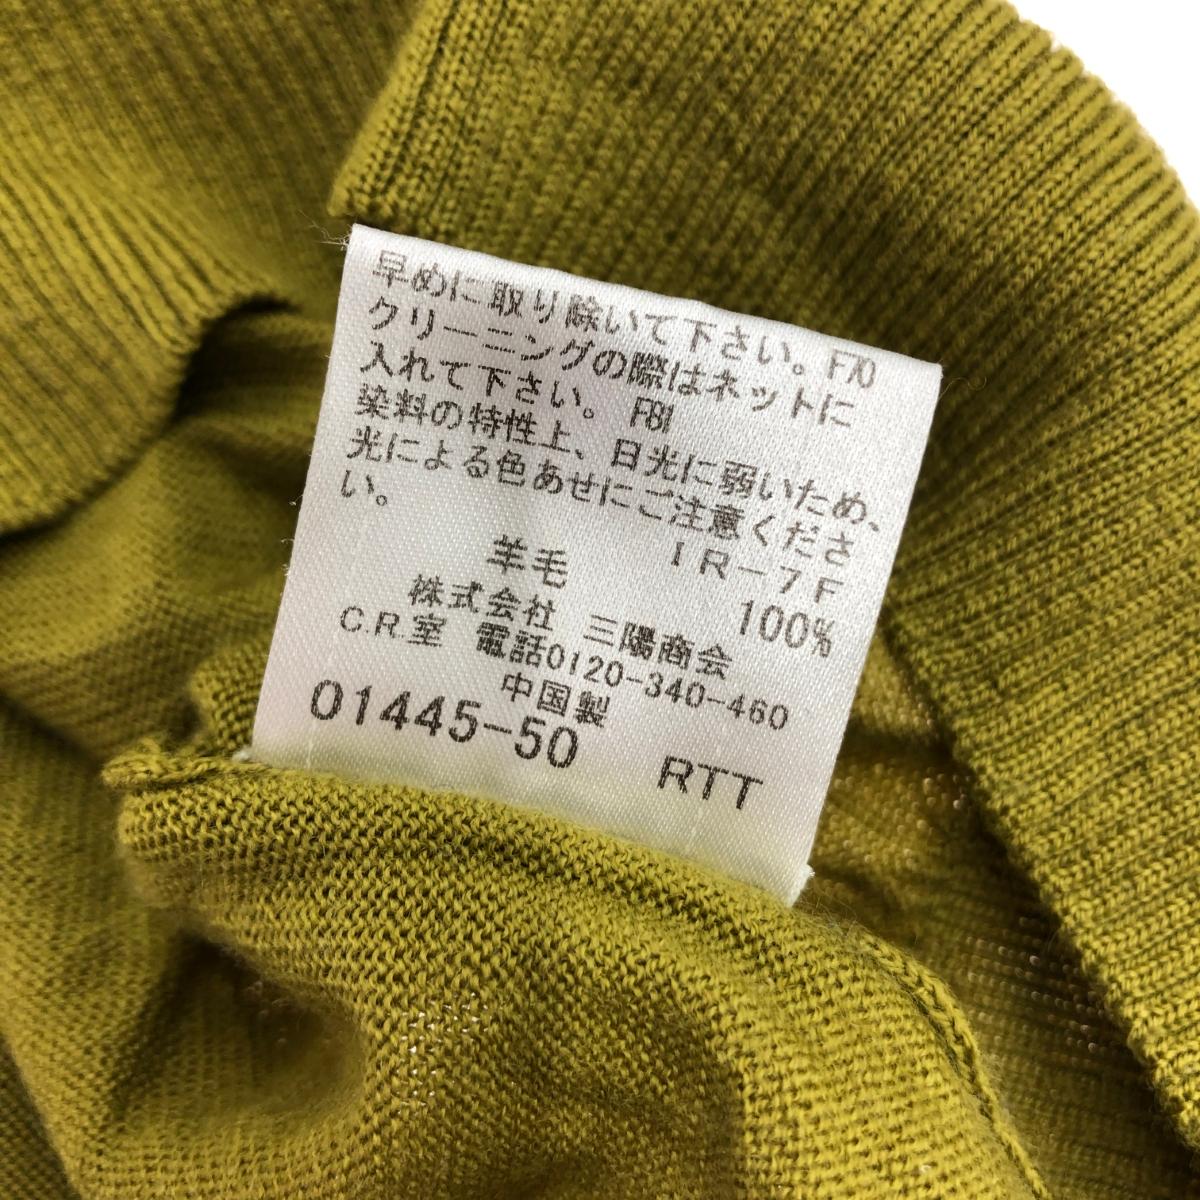 早めに取り除いて下さい。F70
クリーニングの際はネットに
入れて下さい。 F81
染料の特性上、日光に弱いため、
光による色あせにご注意くださ
い。
IR-7F
羊毛 100%
株式会社 三陽商会
C.R.室 電話0120-340-460
中国製
01445-50 RTT